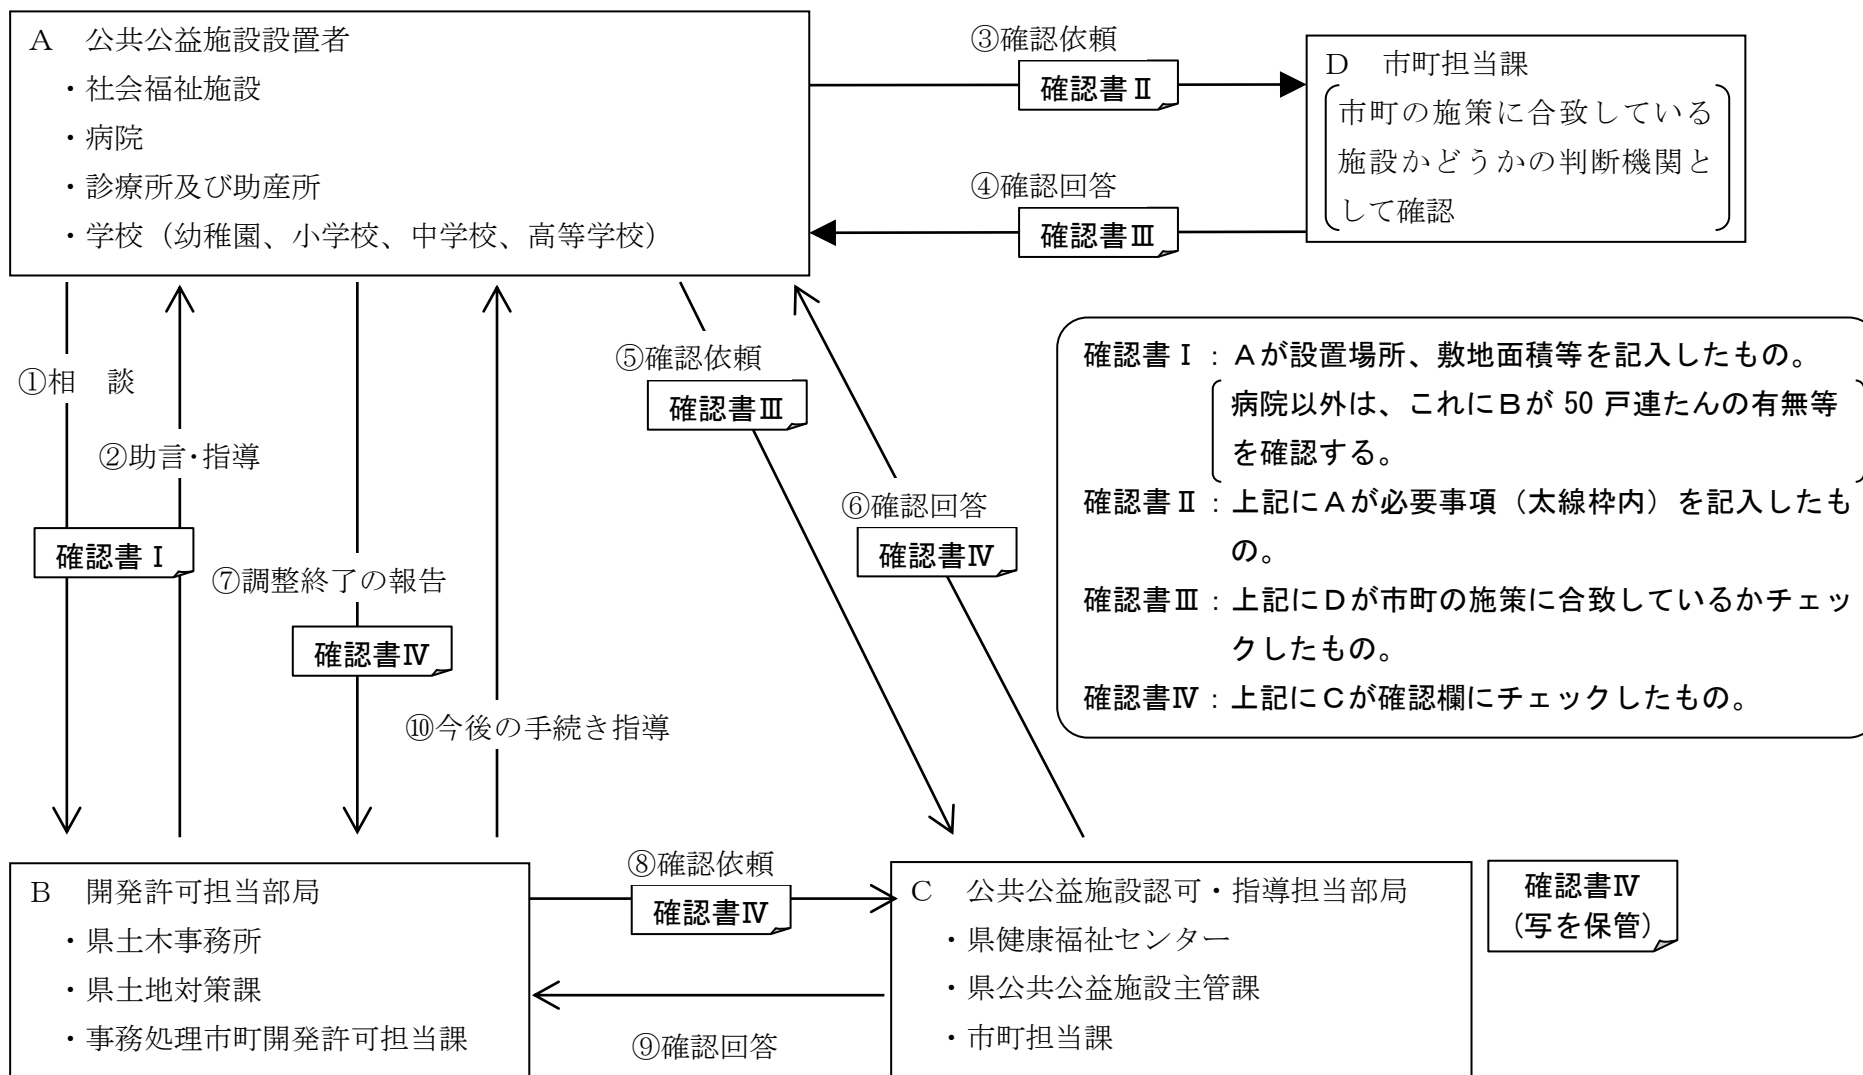 A 公共公益施設設置者
・社会福祉施設
・病院
・診療所及び助産所
・学校（幼稚園、小学校、中学校、高等学校）
③確認依頼
確認書Ⅱ
④確認回答
確認書Ⅲ
D 市町担当課
市町の施策に合致している
施設かどうかの判断機関と
して確認
①相 談
②助言・指導
確認書Ⅰ
⑦調整終了の報告
確認書Ⅳ
⑩今後の手続き指導
⑤確認依頼
確認書Ⅲ
⑥確認回答
確認書Ⅳ
確認書Ⅰ：Ａが設置場所、敷地面積等を記入したもの。
病院以外は、これにＢが 50 戸連たんの有無等
を確認する。
確認書Ⅱ：上記にＡが必要事項（太線枠内）を記入したも
の。
確認書Ⅲ：上記にＤが市町の施策に合致しているかチェッ
クしたもの。
確認書Ⅳ：上記にＣが確認欄にチェックしたもの。
B 開発許可担当部局
・県土木事務所
・県土地対策課
・事務処理市町開発許可担当課
⑧確認依頼
確認書Ⅳ
⑨確認回答
C 公共公益施設認可・指導担当部局
・県健康福祉センター
・県公共公益施設主管課
・市町担当課
確認書Ⅳ
（写を保管）